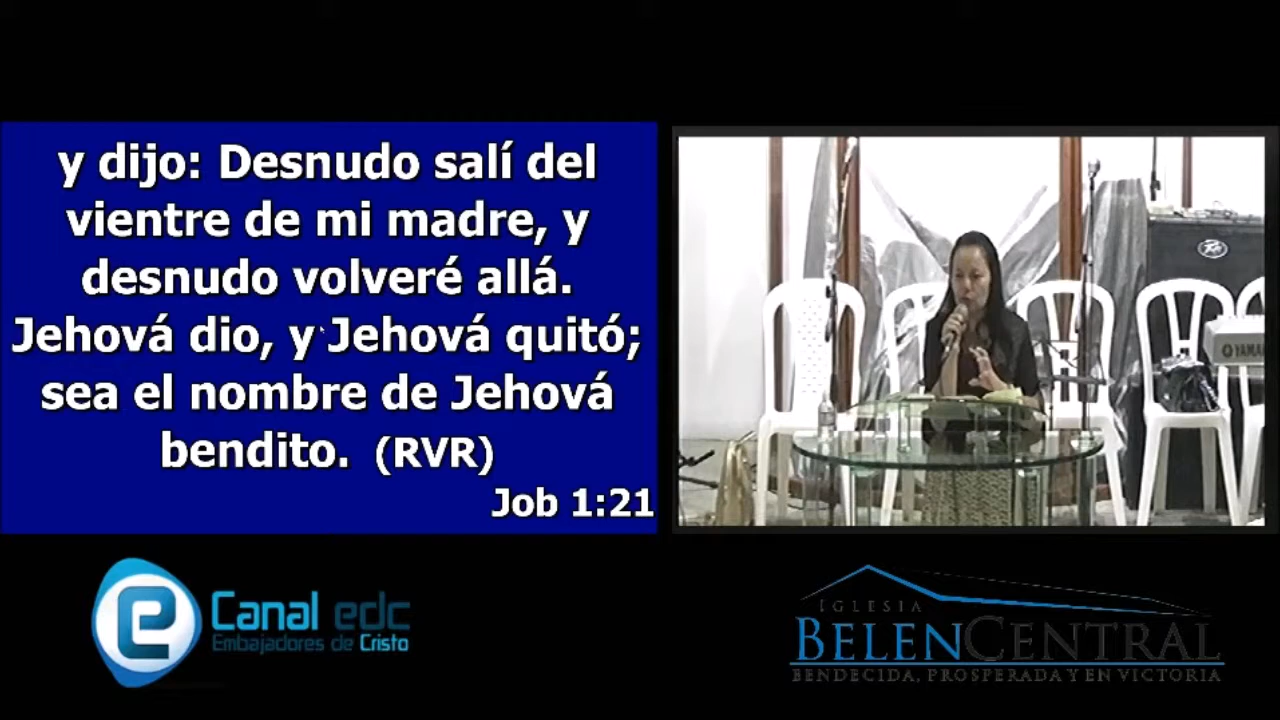 y dijo: Desnudo salí del
vientre de mi madre, y
desnudo volveré allá.
Jehová dio, y Jehová quitó;
sea el nombre de Jehová
bendito. (RVR)
Job 1:21
YAMA
e Canal edc
Embajadores de Cristo
IGLESIA
BELENCENTRAL
BENDECIDA, PROSPERADA Y EN VICTORIA